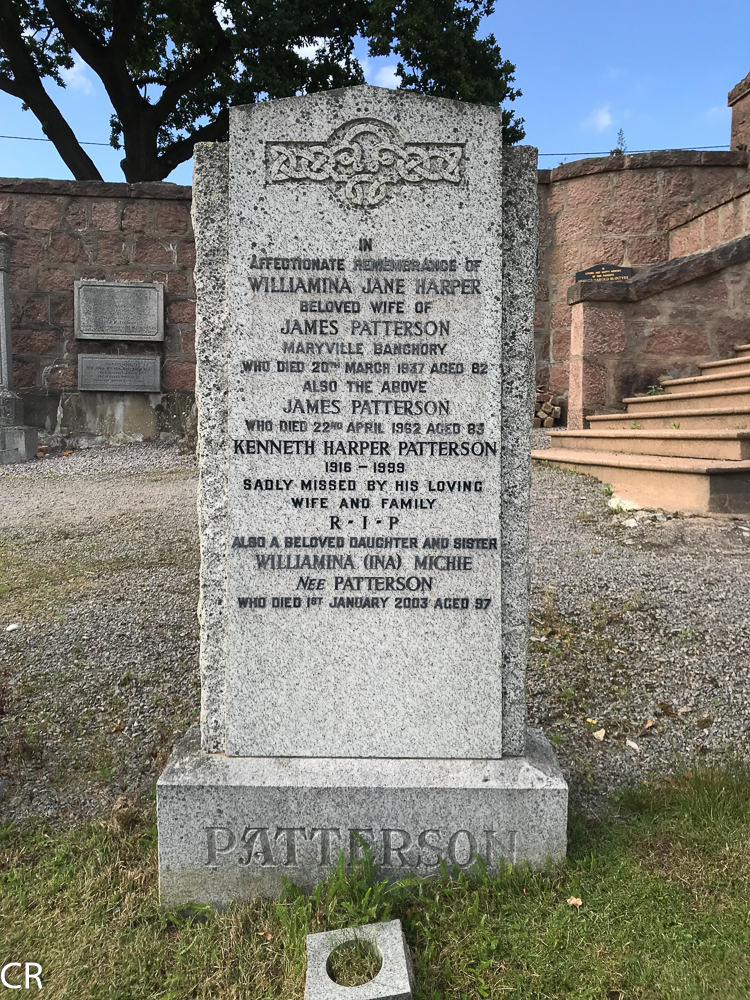 IN
AFFECTIONATE REMEMBRANCE OF
WILLIAMINA JANE HARPER
BELOVED WIFE OF
JAMES PATTERSON
MARYVILLE BANCHORY
WHO DIED 20TH MARCH 1937 AGED 62
ALSO THE ABOVE
JAMES PATTERSON
WHO DIED 22ND APRIL 1962 AGED 85
KENNETH HARPER PATTERSON
1916 - 1999
SADLY MISSED BY HIS LOVING
WIFE AND FAMILY
R - I - P
ALSO A BELOVED DAUGHTER AND SISTER
WILLIAMINA (INA) MICHIE
NEE PATTERSON
WHO DIED 1ST JANUARY 2003 AGED 97
PATTERSON
CR